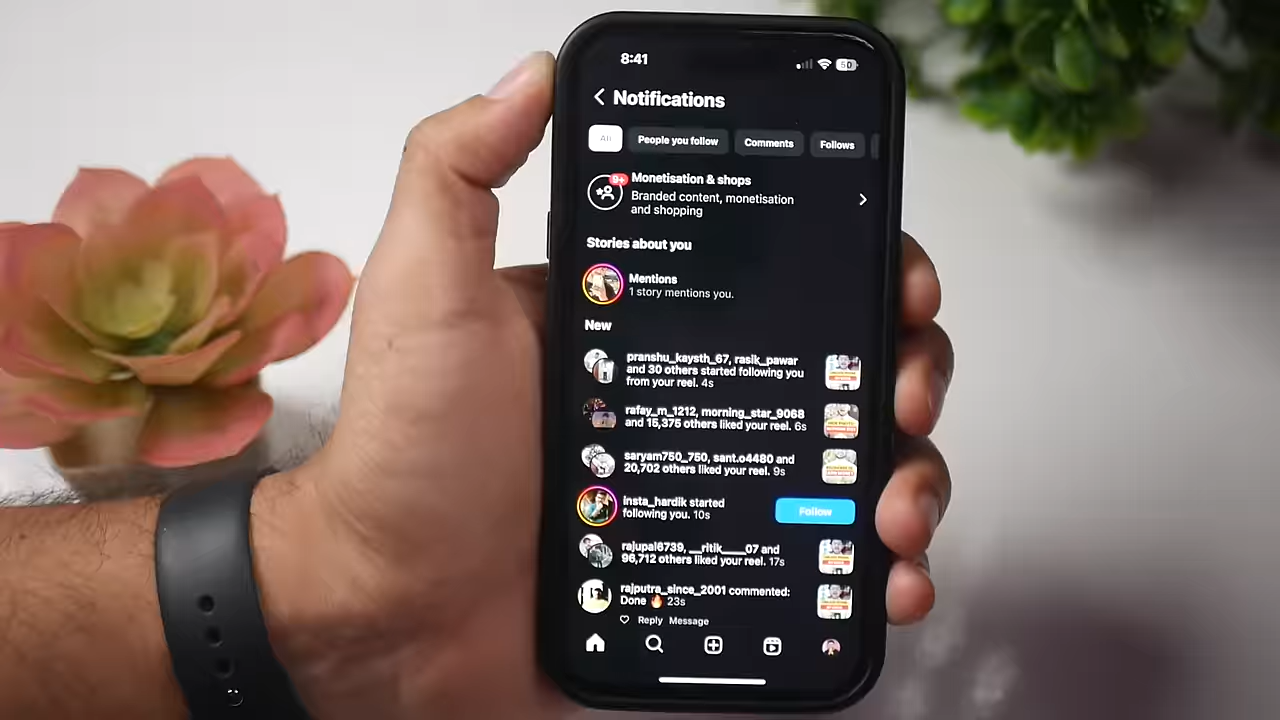 8:41
50
Notifications
All
People you follow
Comments
Follows
9+
Monetisation & shops
Branded content, monetisation
and shopping
Stories about you
Mentions
1 story mentions you.
New
pranshu_kaysth_67, rasik_pawar
and 30 others started following you
from your reel. 4s
rafay_m_1212, morning_star_9068
and 15,375 others liked your reel. 6s
saryam750_750, sant.o4480 and
20,702 others liked your reel. 9s
insta_hardik started
following you. 10s
Follow
rajupal6739, __ritik____07 and
96,712 others liked your reel. 17s
rajputra_since_2001 commented:
Done 🔥 23s
Reply Message